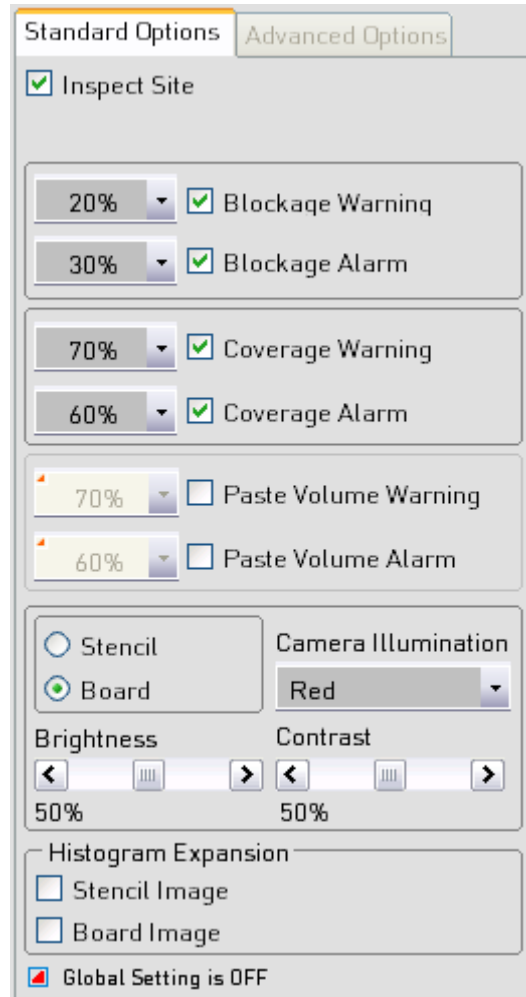 Standard Options Advanced Options
Inspect Site
20% Blockage Warning
30% Blockage Alarm
70% Coverage Warning
60% Coverage Alarm
70% Paste Volume Warning
60% Paste Volume Alarm
Stencil
Board
Camera Illumination
Red
Brightness
50%
Contrast
50%
Histogram Expansion
Stencil Image
Board Image
Global Setting is OFF